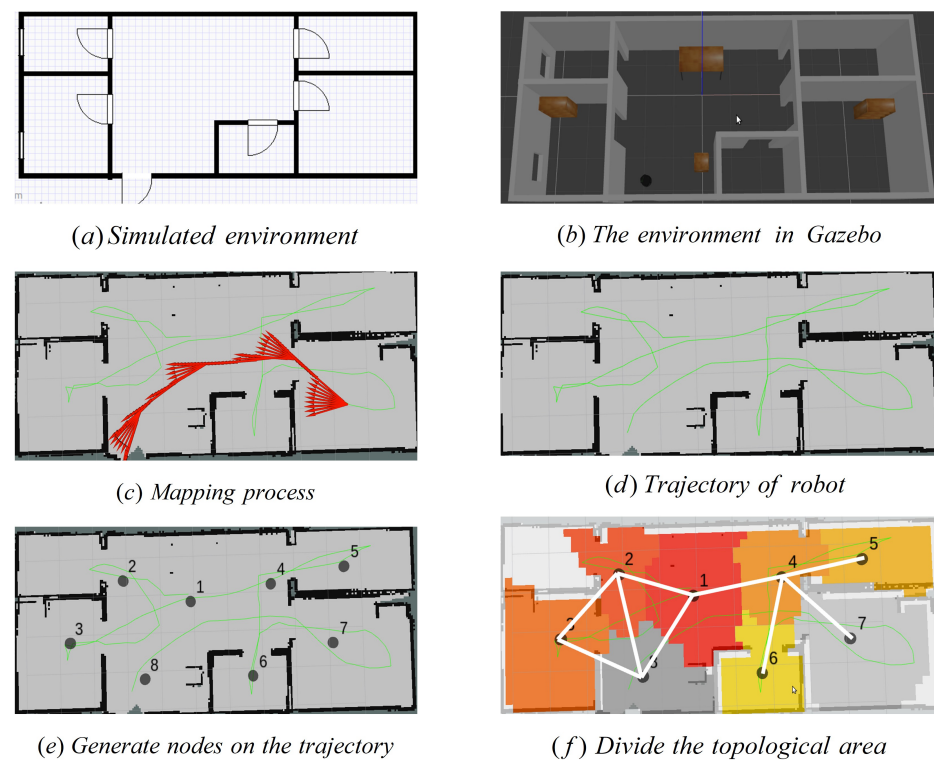 m
(a) Simulated environment
(b) The environment in Gazebo
(c) Mapping process
(d) Trajectory of robot
5
2
4
1
3
7
8
6
(e) Generate nodes on the trajectory
5
2
4
1
3
7
6
3
(f) Divide the topological area